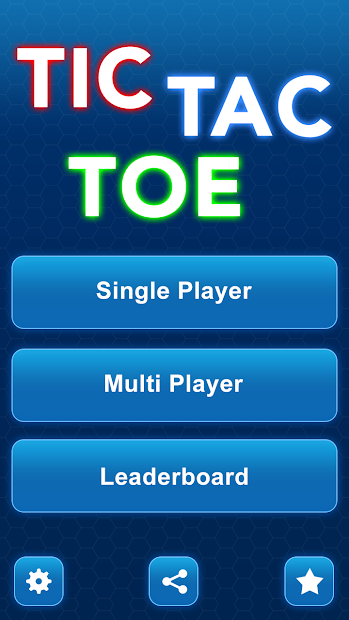 TIC
TAC
TOE
Single Player
Multi Player
Leaderboard